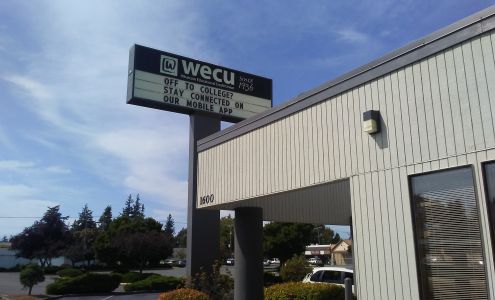 wecu SINCE 1936
OFF TO COLLEGE?
STAY CONNECTED ON
OUR MOBILE APP
1600